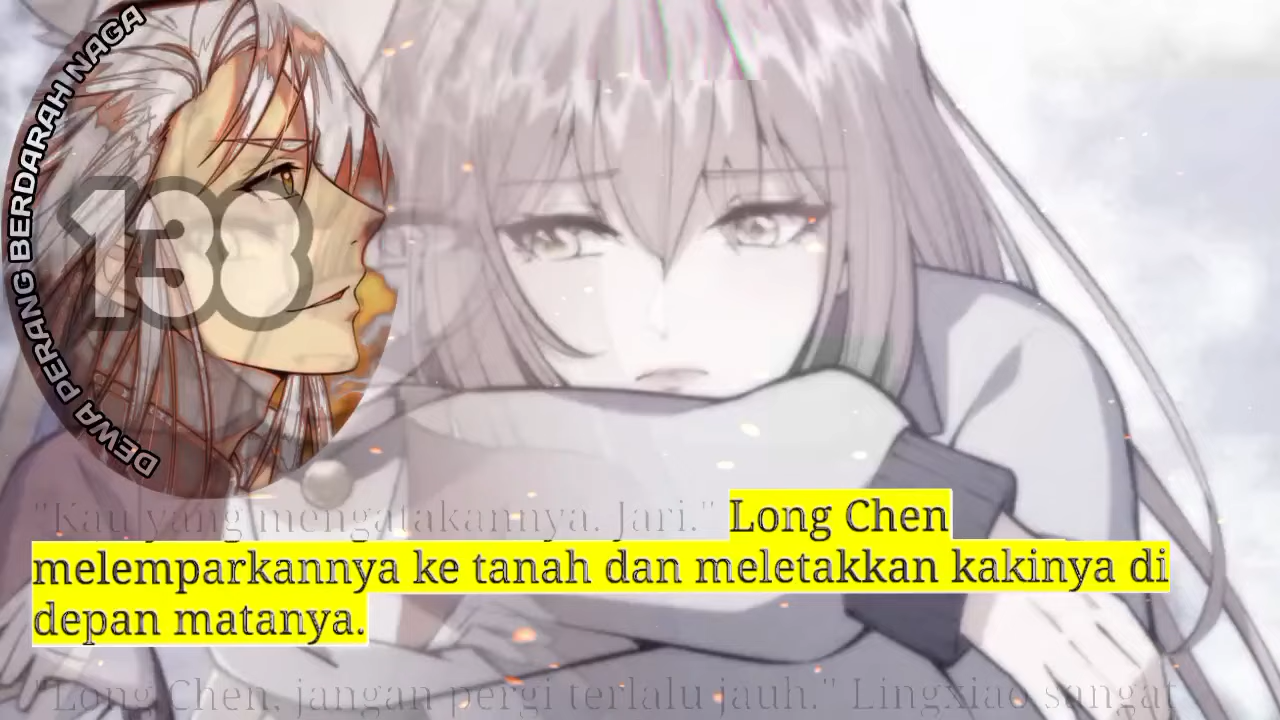 DEWA PERANG BERDARAH NAGA
138
"Kau yang mengatakannya. Jari." Long Chen
melemparkannya ke tanah dan meletakkan kakinya di
depan matanya.
"Long Chen, jangan pergi terlalu jauh." Lingxiao sangat